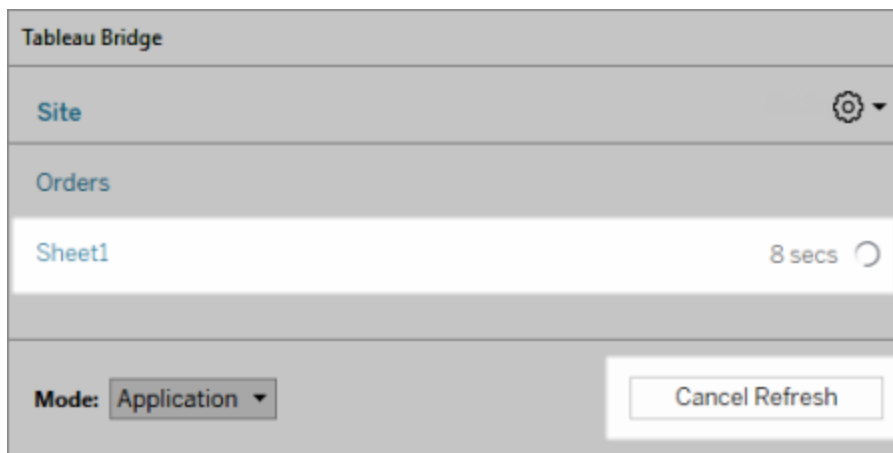 Tableau Bridge
Site
Orders
Sheet1 8 secs
Mode: Application Cancel Refresh